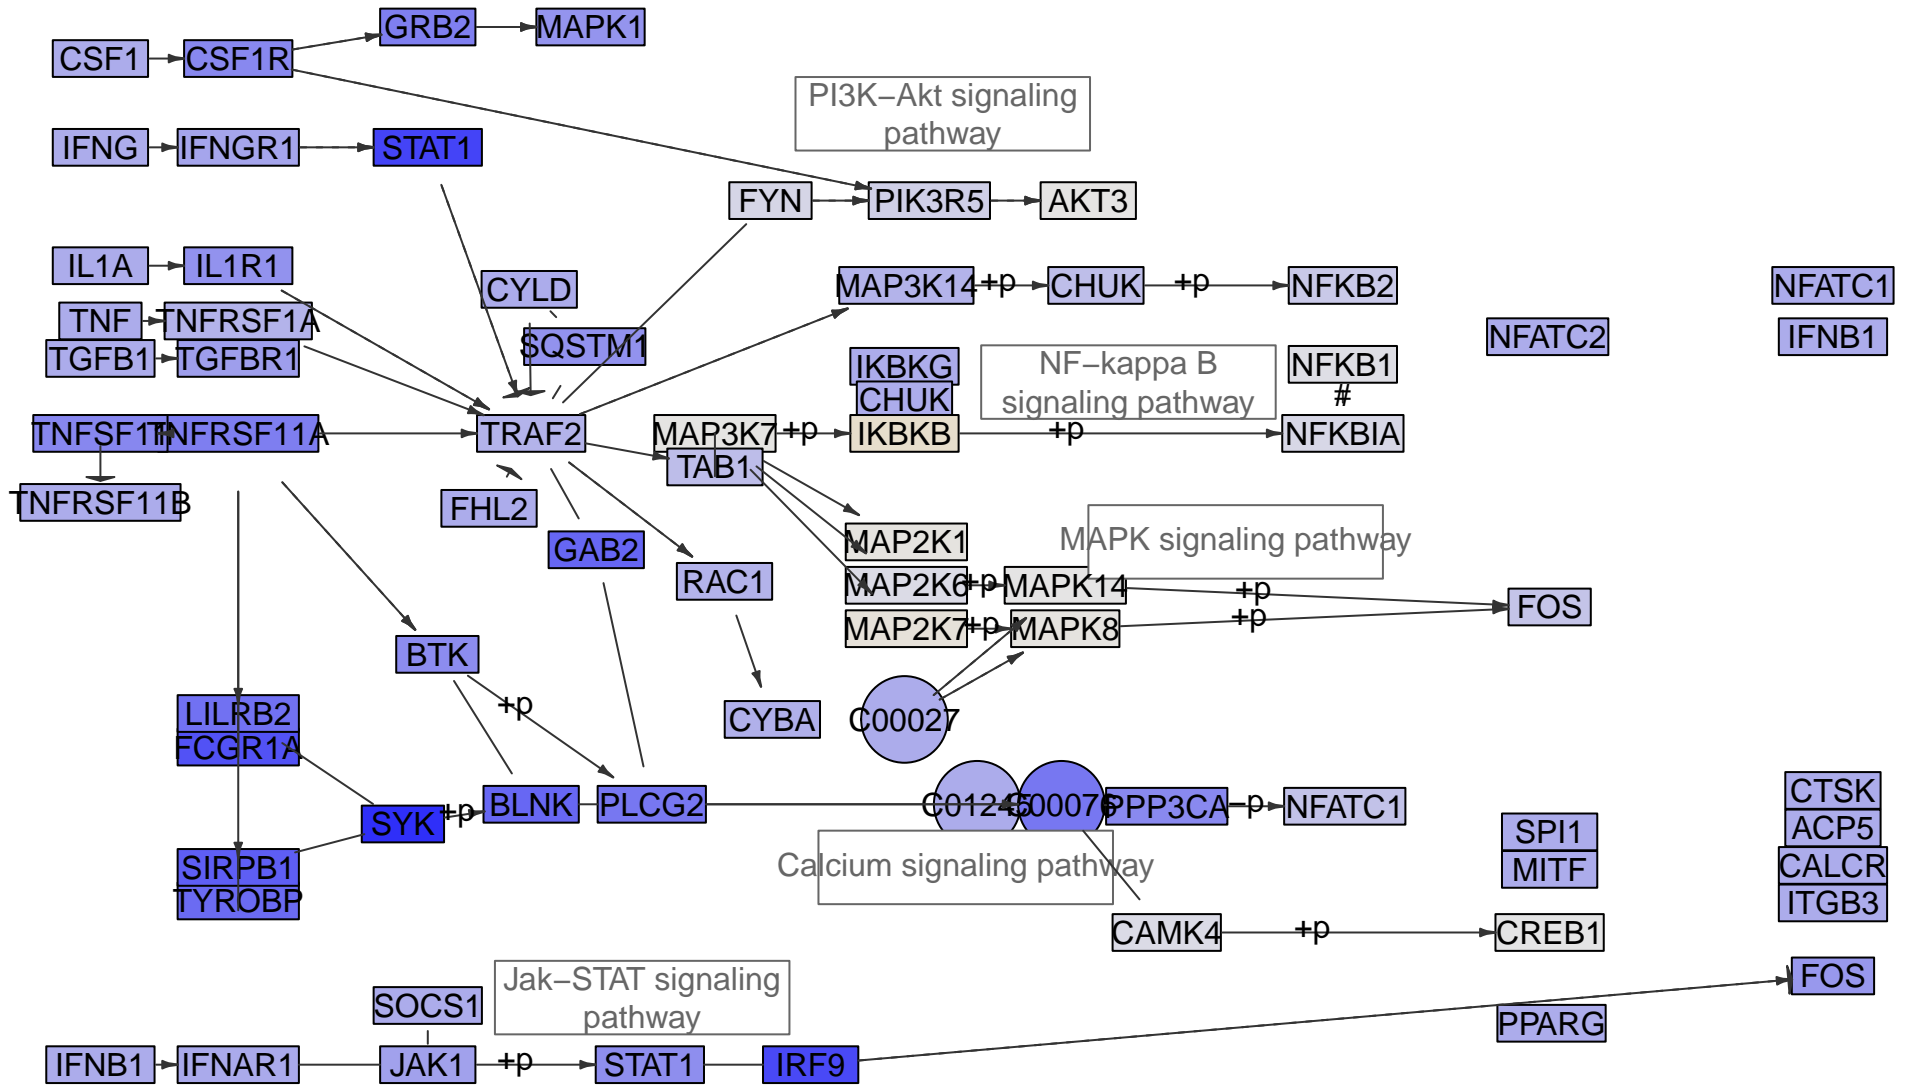 GRB2
MAPK1
CSF1
CSF1R
PI3K−Akt signaling
pathway
IFNG
IFNGR1
STAT1
FYN
PIK3R5
AKT3
IL1A
IL1R1
CYLD
MAP3K14
+p
CHUK
+p
NFKB2
NFATC1
TNF
TNFRSF1A
SQSTM1
NFATC2
IFNB1
TGFB1
TGFBR1
IKBKG
NF−kappa B
signaling pathway
NFKB1
#
CHUK
TNFRSF11A
TRAF2
MAP3K7
+p
IKBKB
+p
NFKBIA
TAB1
TNFRSF11B
FHL2
GAB2
MAP2K1
MAPK signaling pathway
RAC1
MAP2K6
+p
MAPK14
+p
FOS
MAP2K7
+p
MAPK8
+p
BTK
+p
LILRB2
CYBA
C00027
FCGR1A
SYK
+p
BLNK
PLCG2
C01245
C00076
PPP3CA
−p
NFATC1
CTSK
SPI1
ACP5
SIRPB1
Calcium signaling pathway
MITF
CALCR
TYROBP
ITGB3
CAMK4
+p
CREB1
Jak−STAT signaling
pathway
FOS
SOCS1
PPARG
IFNB1
IFNAR1
JAK1
+p
STAT1
IRF9